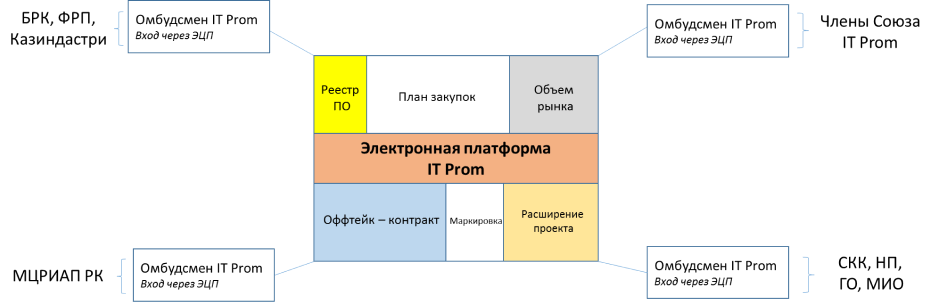 БРК, ФРП,
Казиндастри
Омбудсмен IT Prom
Вход через ЭЦП
Омбудсмен IT Prom
Вход через ЭЦП
Члены Союза
IT Prom
Реестр
ПО
План закупок
Объем
рынка
Электронная платформа
IT Prom
Оффтейк – контракт
Маркировка
Расширение
проекта
МЦРИАП РК
Омбудсмен IT Prom
Вход через ЭЦП
Омбудсмен IT Prom
Вход через ЭЦП
СКК, НП,
ГО, МИО